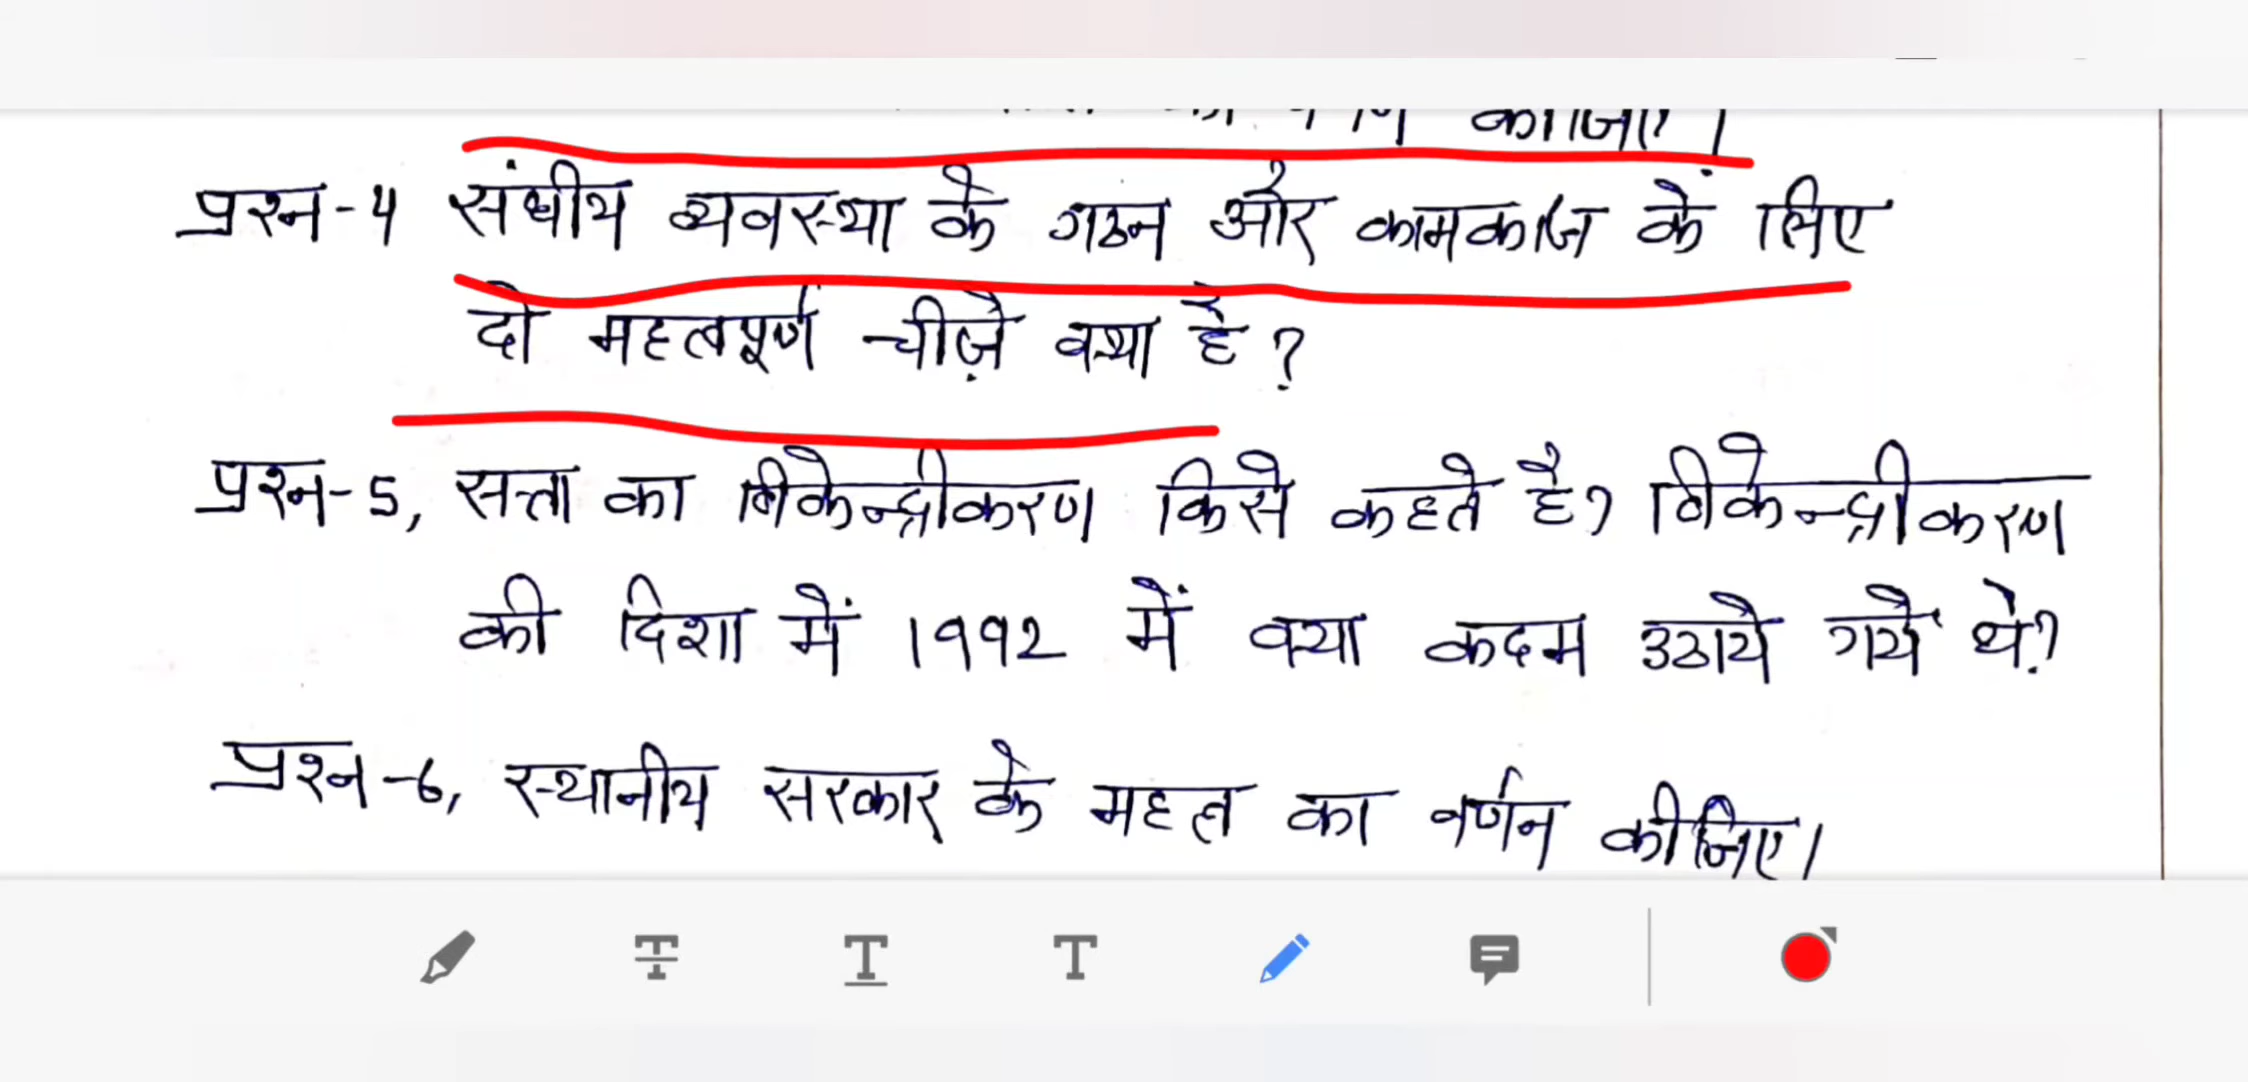 कीजिए।
प्रश्न-4 संघीय व्यवस्था के गठन और कामकाज के लिए
दो महत्वपूर्ण चीज़े क्या है?
प्रश्न-5, सत्ता का विकेन्द्रीकरण किसे कहते है? विकेन्द्रीकरण
की दिशा में 1992 में क्या कदम उठाये गये थे?
प्रश्न-6, स्थानीय सरकार के महत्व का वर्णन कीजिए।